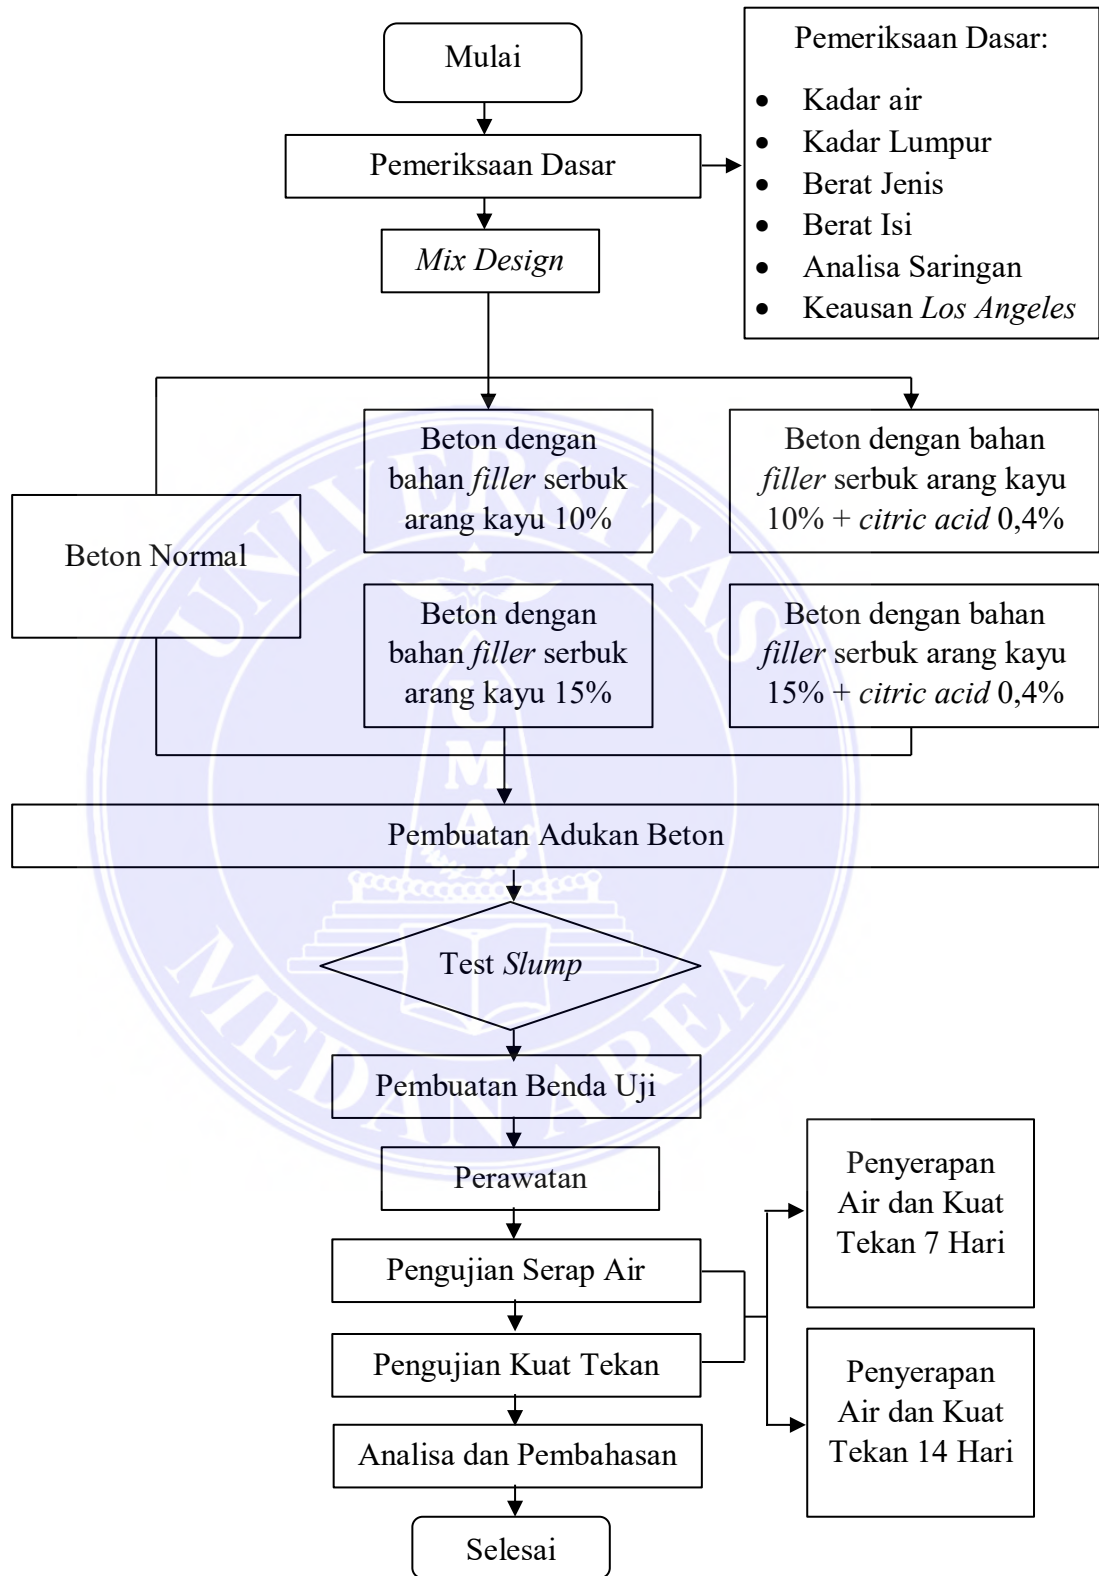 Mulai
Pemeriksaan Dasar
Pemeriksaan Dasar:
• Kadar air
• Kadar Lumpur
• Berat Jenis
• Berat Isi
• Analisa Saringan
• Keausan Los Angeles
Mix Design
Beton Normal
Beton dengan
bahan filler serbuk
arang kayu 10%
Beton dengan bahan
filler serbuk arang kayu
10% + citric acid 0,4%
Beton dengan
bahan filler serbuk
arang kayu 15%
Beton dengan bahan
filler serbuk arang kayu
15% + citric acid 0,4%
Pembuatan Adukan Beton
Test Slump
Pembuatan Benda Uji
Perawatan
Pengujian Serap Air
Pengujian Kuat Tekan
Penyerapan
Air dan Kuat
Tekan 7 Hari
Penyerapan
Air dan Kuat
Tekan 14 Hari
Analisa dan Pembahasan
Selesai
UNIVERSITAS
MEDAN AREA
UMA